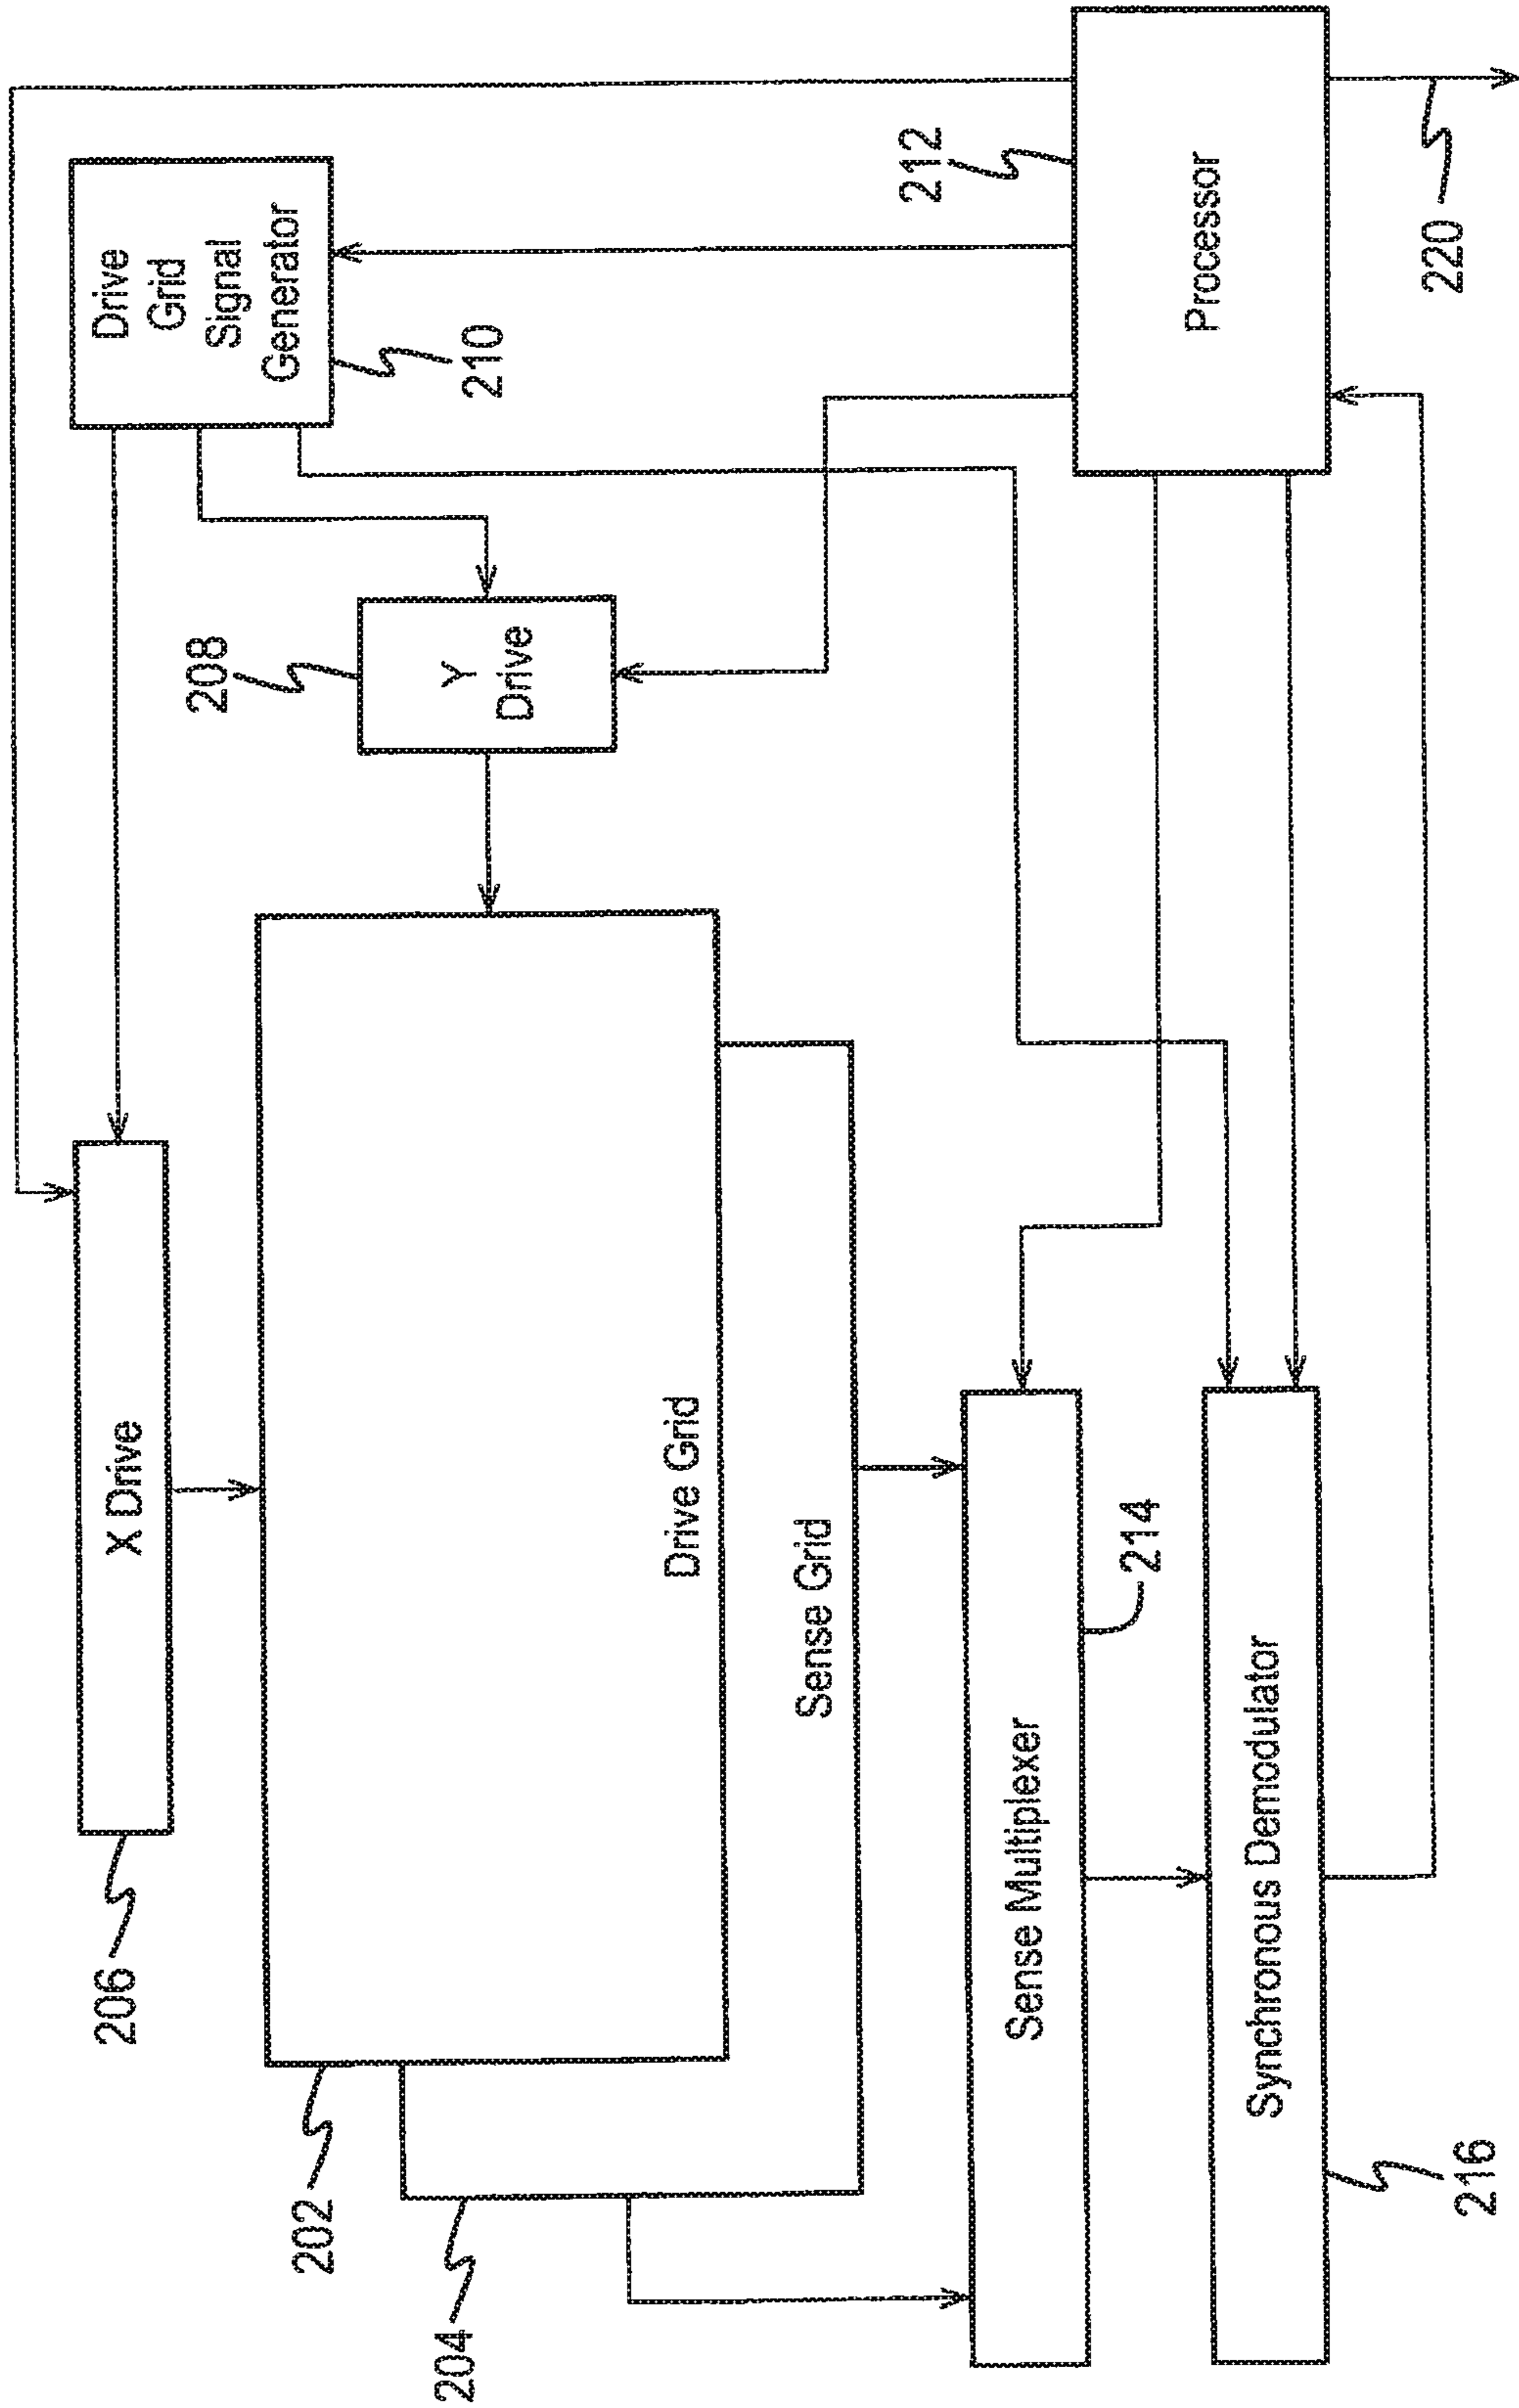 206
X Drive
Drive
Grid
Signal
Generator
210
208
Y
Drive
202
204
Drive Grid
Sense Grid
212
Processor
220
Sense Multiplexer
214
Synchronous Demodulator
216